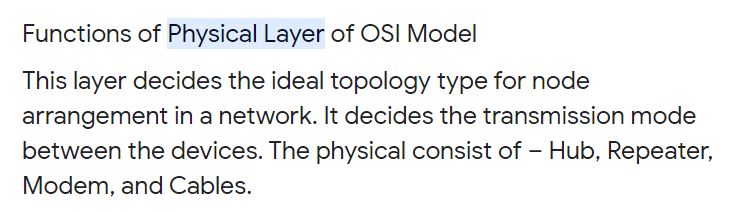 Functions of Physical Layer of OSI Model
This layer decides the ideal topology type for node
arrangement in a network. It decides the transmission mode
between the devices. The physical consist of – Hub, Repeater,
Modem, and Cables.